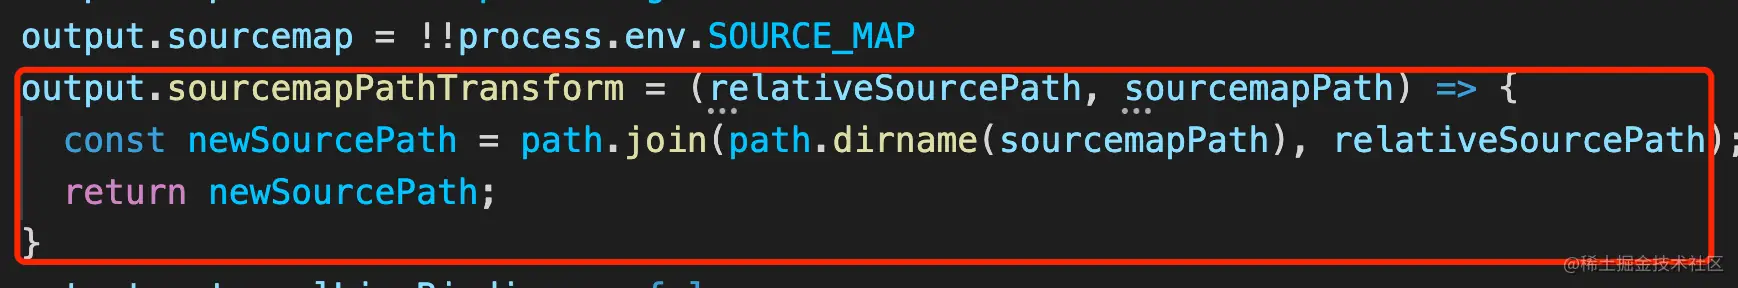 output.sourcemap = !!process.env.SOURCE_MAP
output.sourcemapPathTransform = (relativeSourcePath, sourcemapPath) => {
  const newSourcePath = path.join(path.dirname(sourcemapPath), relativeSourcePath);
  return newSourcePath;
}
@稀土掘金技术社区